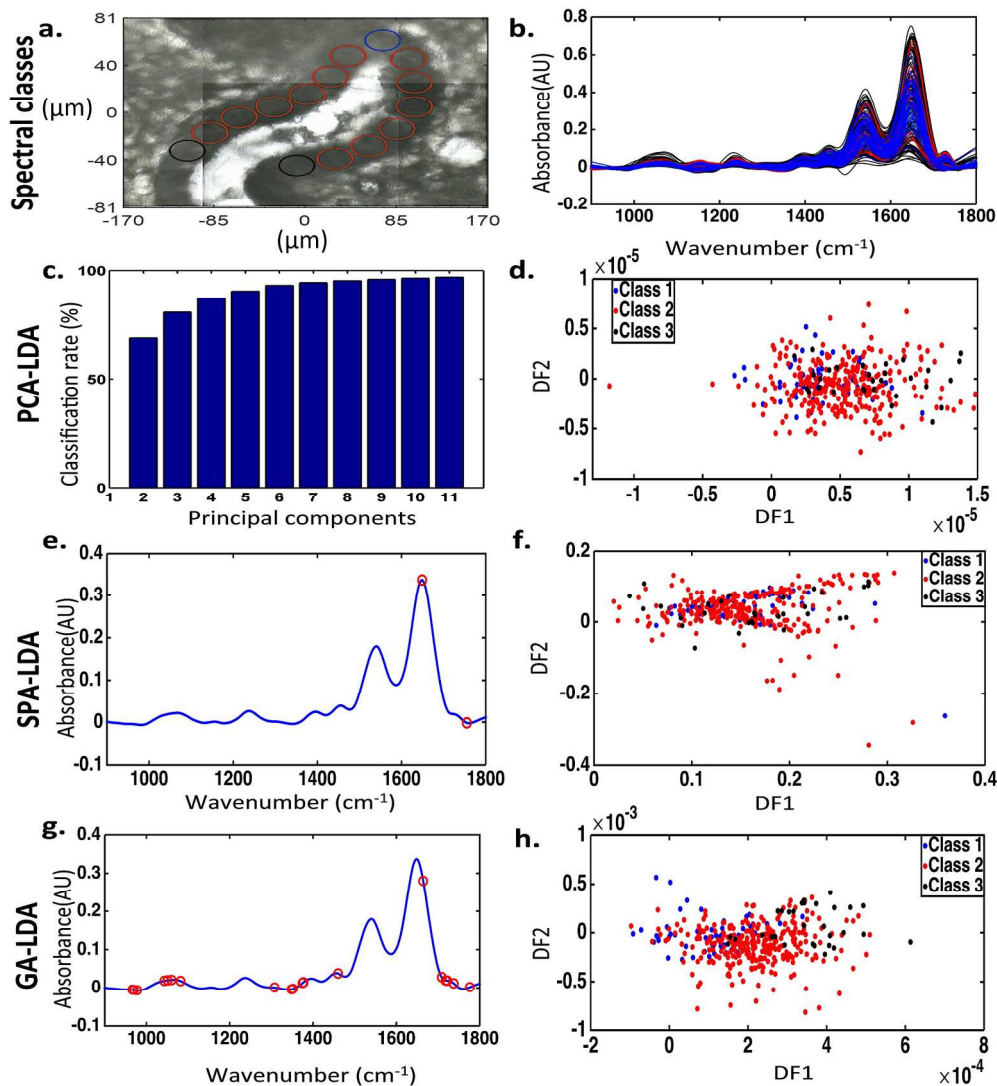 Spectral classes
a.
81
40
(µm)
0
-40
-81
-170
-85
0
85
170
(µm)
b.
Absorbance(AU)
0.8
0.6
0.4
0.2
0
-0.2
1000
1200
1400
1600
1800
Wavenumber (cm-1)
PCA-LDA
c.
Classification rate (%)
100
50
0
1 2 3 4 5 6 7 8 9 10 11
Principal components
d.
1 × 10-5
0.5
0
-0.5
-1
DF2
Class 1
Class 2
Class 3
-1
-0.5
0
0.5
1
1.5
DF1
×10-5
SPA-LDA
e.
Absorbance(AU)
0.4
0.3
0.2
0.1
0
-0.1
1000
1200
1400
1600
1800
Wavenumber (cm-1)
f.
DF2
0.2
0
-0.2
-0.4
Class 1
Class 2
Class 3
0
0.1
0.2
0.3
0.4
DF1
GA-LDA
g.
Absorbance(AU)
0.4
0.3
0.2
0.1
0
-0.1
1000
1200
1400
1600
1800
Wavenumber (cm-1)
h.
1 ×10-3
0.5
0
-0.5
-1
DF2
Class 1
Class 2
Class 3
-2
0
2
4
6
8
DF1
×10-4